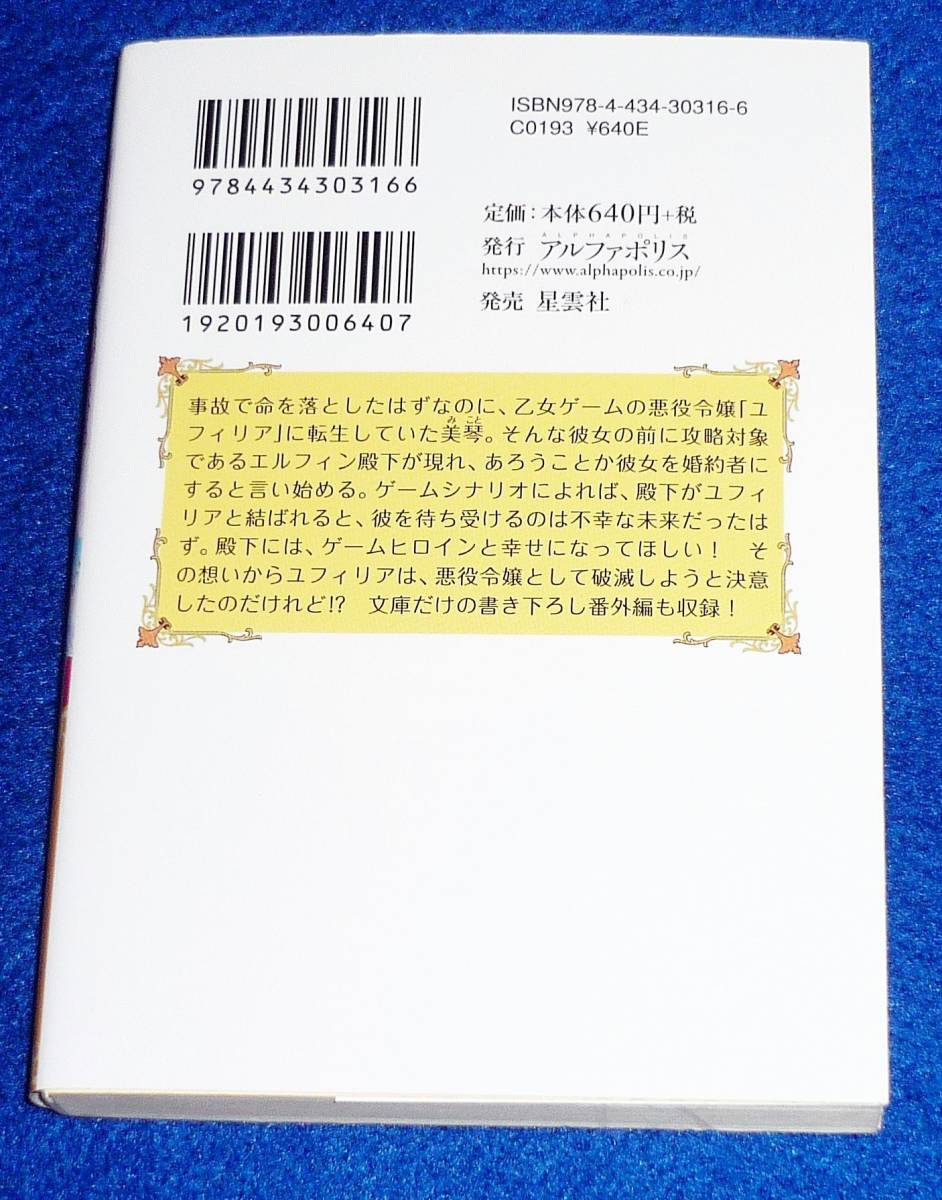 ISBN978-4-434-30316-6
C0193 ¥640E
9784434303166
定価：本体640円+税
発行 アルファポリス
ALPHAPOLIS
https://www.alphapolis.co.jp/
発売 星雲社
1920193006407
事故で命を落としたはずなのに、乙女ゲームの悪役令嬢「ユ
フィリア」に転生していた美琴。そんな彼女の前に攻略対象
みこと
であるエルフィン殿下が現れ、あろうことか彼女を婚約者に
すると言い始める。ゲームシナリオによれば、殿下がユフィ
リアと結ばれると、彼を待ち受けるのは不幸な未来だったは
ず。殿下には、ゲームヒロインと幸せになってほしい！　そ
の想いからユフィリアは、悪役令嬢として破滅しようと決意
したのだけれど!?　文庫だけの書き下ろし番外編も収録！